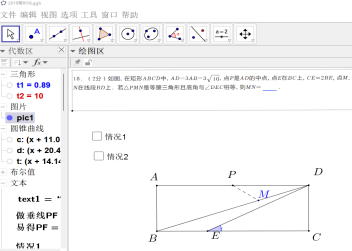 文件 编辑 视图 选项 工具 窗口 帮助
a=2
代数区
绘图区
三角形
t1 = 0.89
t2 = 10
图片
pic1
圆锥曲线
c: (x + 11.0
d: (x + 20.4
t: (x + 14.14
布尔值
文本
text1 = "
做垂线PF
易得PF =
情况1
18. (2分) 如图, 在矩形ABCD中, AD=3AB=3√10, 点P是AD的中点, 点E在BC上, CE=2BE, 点M、
N在线段BD上. 若△PMN是等腰三角形且底角与∠DEC相等, 则MN=
情况1
情况2
A P D
M
B E C